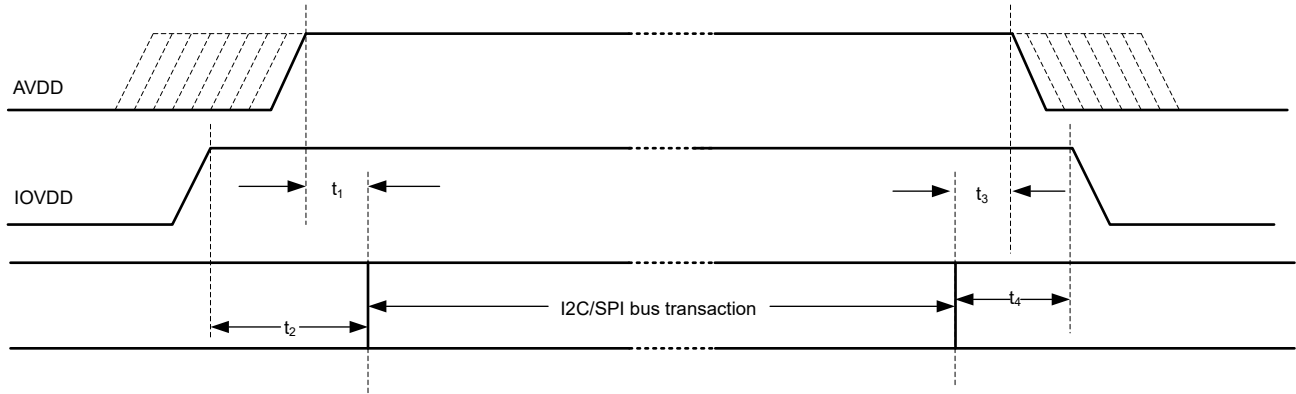 AVDD
IOVDD
t₁
t₃
I2C/SPI bus transaction
t₄
t₂